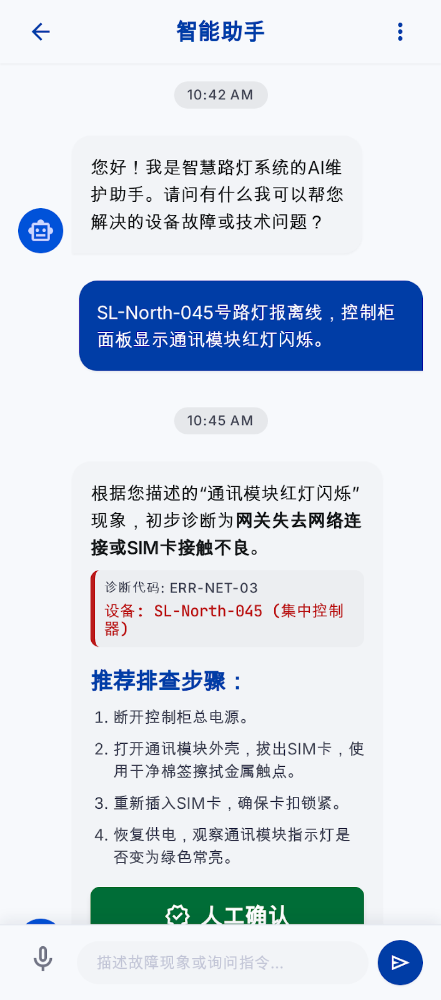 智能助手
10:42 AM
您好！我是智慧路灯系统的AI维
护助手。请问有什么我可以帮您
解决的设备故障或技术问题？
SL-North-045号路灯报离线，控制柜
面板显示通讯模块红灯闪烁。
10:45 AM
根据您描述的“通讯模块红灯闪烁”
现象，初步诊断为网关失去网络连
接或SIM卡接触不良。
诊断代码: ERR-NET-03
设备: SL-North-045 (集中控制
器)
推荐排查步骤：
1. 断开控制柜总电源。
2. 打开通讯模块外壳，拔出SIM卡，使
用干净棉签擦拭金属触点。
3. 重新插入SIM卡，确保卡扣锁紧。
4. 恢复供电，观察通讯模块指示灯是
否变为绿色常亮。
人工确认
描述故障现象或询问指令...